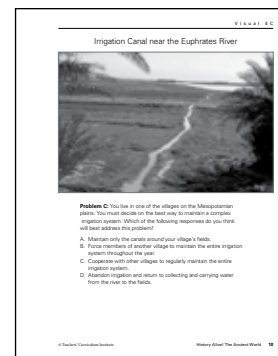 Visual 4C
Irrigation Canal near the Euphrates River
Problem C: You live in one of the villages on the Mesopotamian
plains. You must decide on the best way to maintain a complex
irrigation system. Which of the following responses do you think
will best address this problem?
A. Maintain only the canals around your village's fields.
B. Force members of another village to maintain the entire irrigation
system throughout the year.
C. Cooperate with other villages to regularly maintain the entire
irrigation system.
D. Abandon irrigation and return to collecting and carrying water
from the river to the fields.
© Teachers' Curriculum Institute
History Alive! The Ancient World